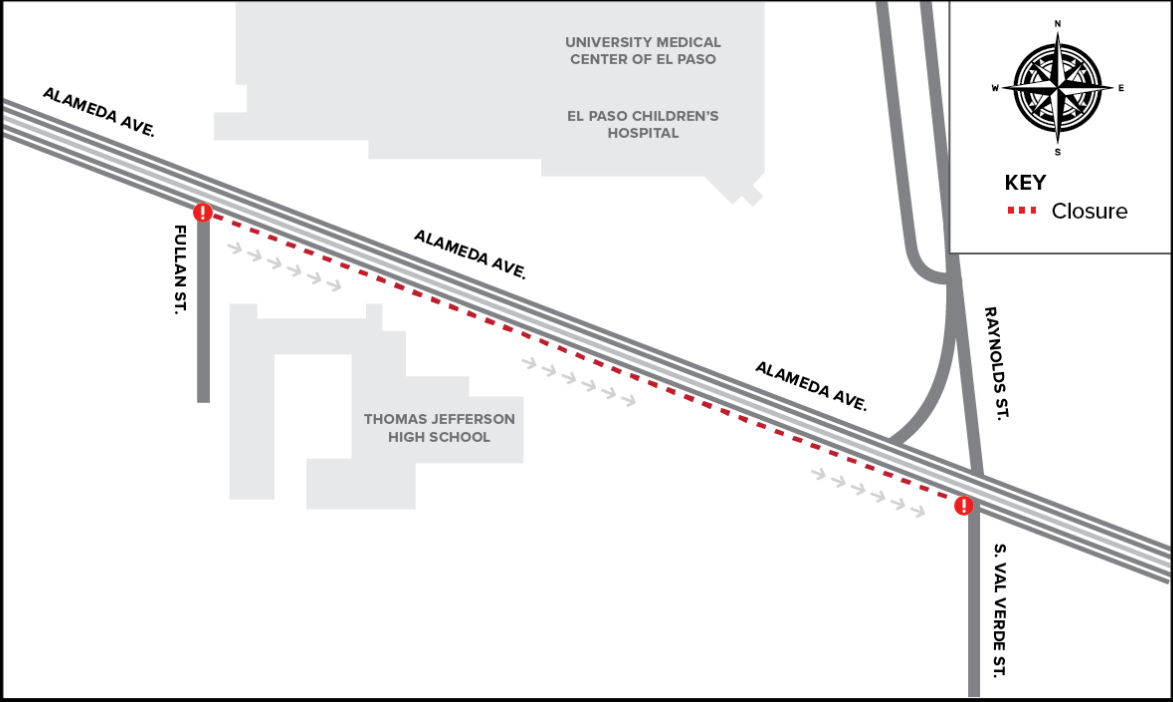 UNIVERSITY MEDICAL
CENTER OF EL PASO
EL PASO CHILDREN'S
HOSPITAL
N
W
E
S
KEY
Closure
ALAMEDA AVE.
ALAMEDA AVE.
ALAMEDA AVE.
FULLAN ST.
RAYNOLDS ST.
THOMAS JEFFERSON
HIGH SCHOOL
S. VAL VERDE ST.